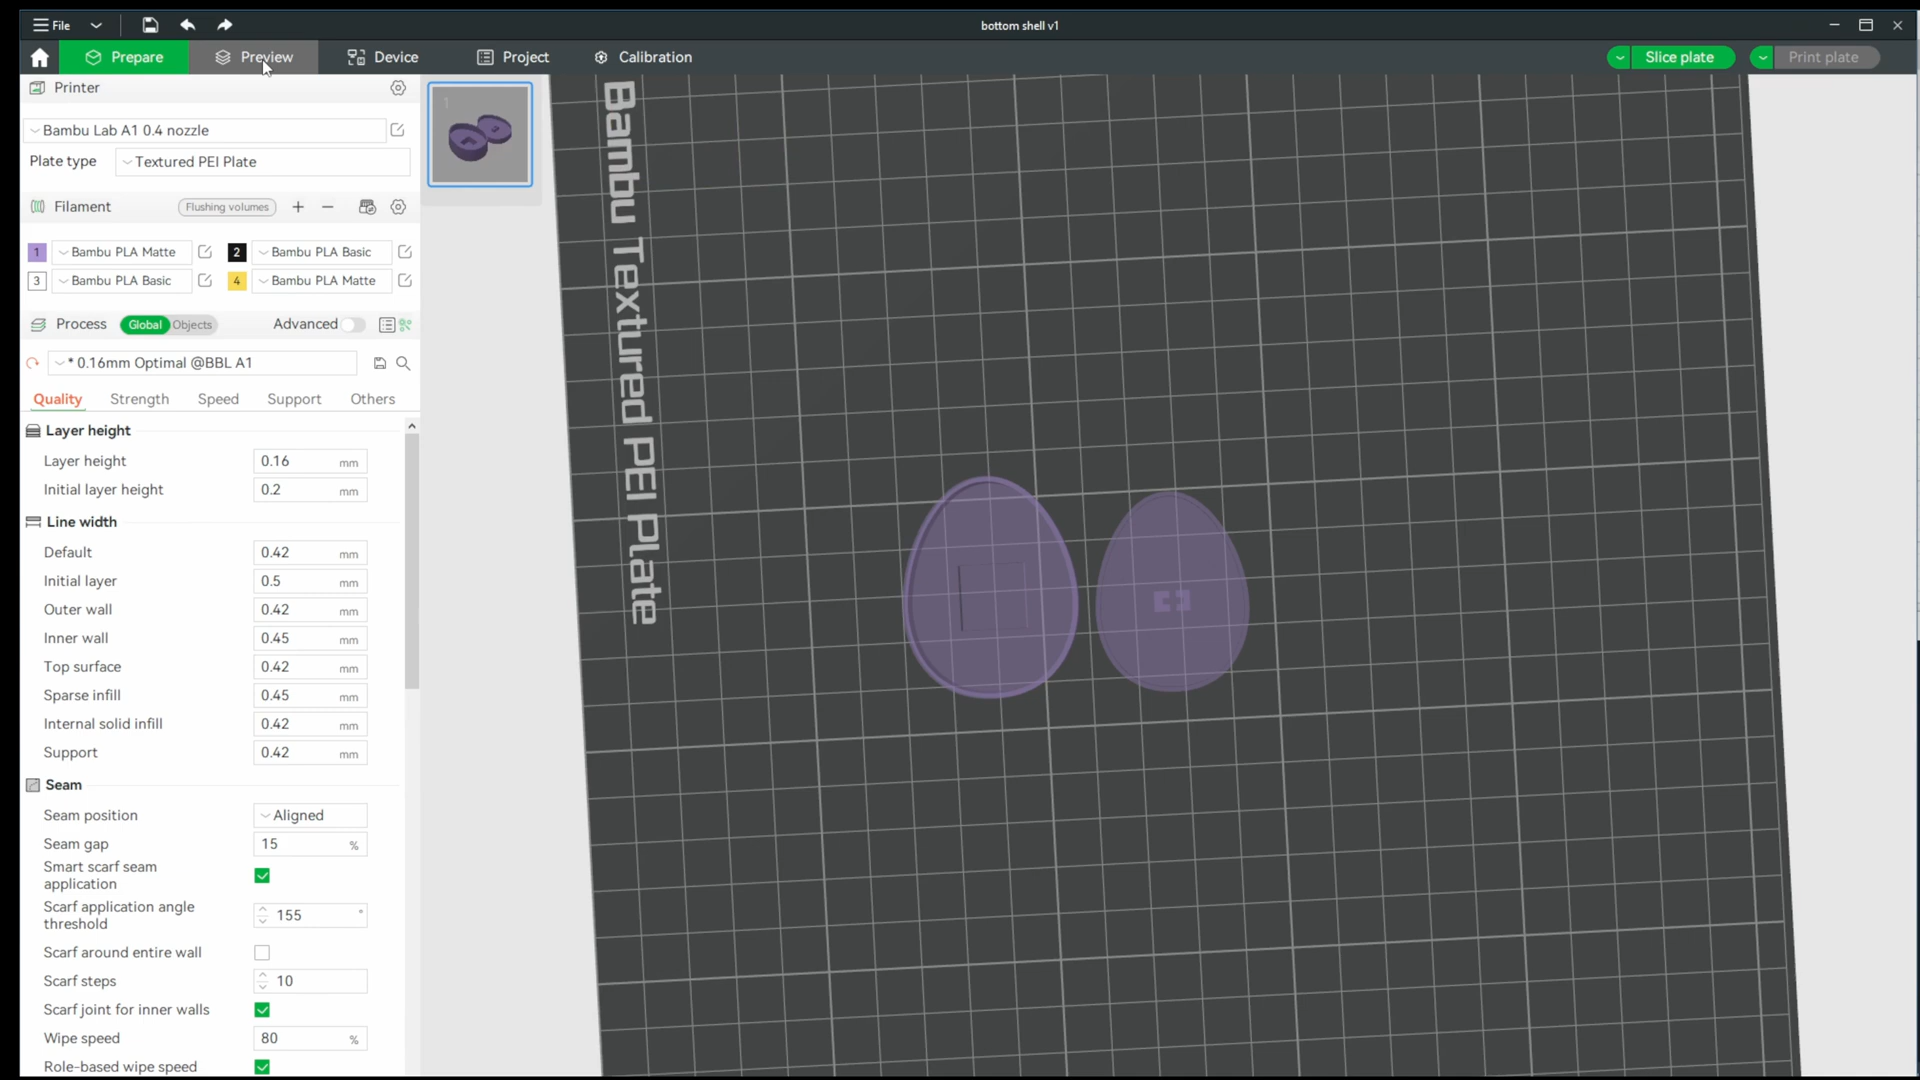 File
bottom shell v1
Prepare
Preview
Device
Project
Calibration
Slice plate
Print plate
Printer
Bambu Lab A1 0.4 nozzle
Plate type
Textured PEI Plate
Filament
Flushing volumes
1 Bambu PLA Matte
2 Bambu PLA Basic
3 Bambu PLA Basic
4 Bambu PLA Matte
Process
Global
Objects
Advanced
* 0.16mm Optimal @BBL A1
Quality
Strength
Speed
Support
Others
Layer height
Layer height 0.16 mm
Initial layer height 0.2 mm
Line width
Default 0.42 mm
Initial layer 0.5 mm
Outer wall 0.42 mm
Inner wall 0.45 mm
Top surface 0.42 mm
Sparse infill 0.45 mm
Internal solid infill 0.42 mm
Support 0.42 mm
Seam
Seam position Aligned
Seam gap 15 %
Smart scarf seam
application
Scarf application angle
threshold 155 °
Scarf around entire wall
Scarf steps 10
Scarf joint for inner walls
Wipe speed 80 %
Role-based wipe speed
1
Bambu Textured PEI Plate